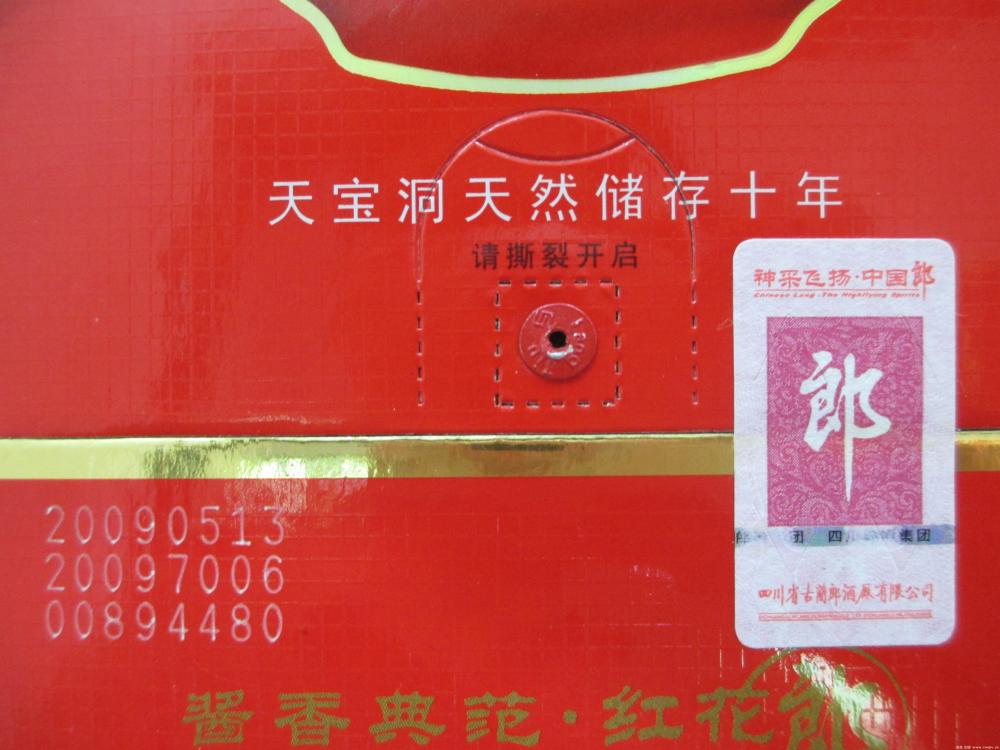 天宝洞天然储存十年
请撕裂开启
神采飞扬·中国郎
Chinese Lang - The Highflying Spirits
郎
团 四 集团
四川省古蔺郎酒厂有限公司
20090513
20097006
00894480
酱香典范·红花郎